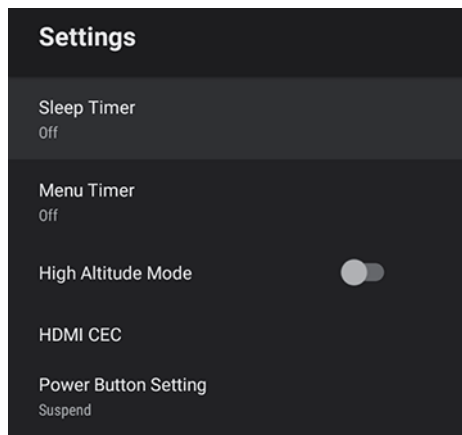 Settings
Sleep Timer
Off
Menu Timer
Off
High Altitude Mode
HDMI CEC
Power Button Setting
Suspend